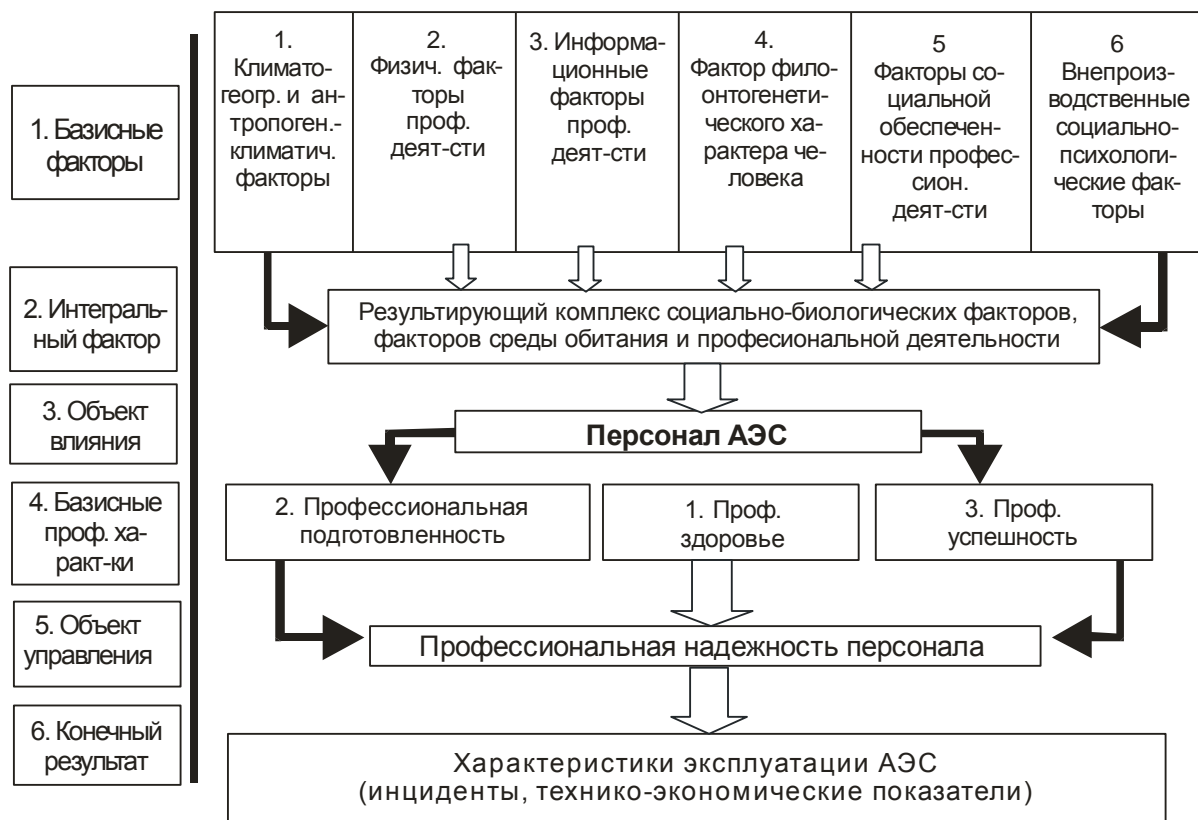 1. Базисные
факторы
2. Интеграль-
ный фактор
3. Объект
влияния
4. Базисные
проф. ха-
ракт-ки
5. Объект
управления
6. Конечный
результат
1.
Климато-
геогр. и ан-
тропоген.-
климатич.
факторы
2.
Физич. фак-
торы
проф.
деят-сти
3. Информа-
ционные
факторы
проф.
деят-сти
4.
Фактор фило-
онтогенети-
ческого ха-
рактера че-
ловека
5
Факторы со-
циальной
обеспечен-
ности профес-
сион.
деят-сти
6
Внепроиз-
водственные
социально-
психологи-
ческие фак-
торы
Результирующий комплекс социально-биологических факторов,
факторов среды обитания и професиональной деятельности
Персонал АЭС
2. Профессиональная
подготовленность
1. Проф.
здоровье
3. Проф.
успешность
Профессиональная надежность персонала
Характеристики эксплуатации АЭС
(инциденты, технико-экономические показатели)